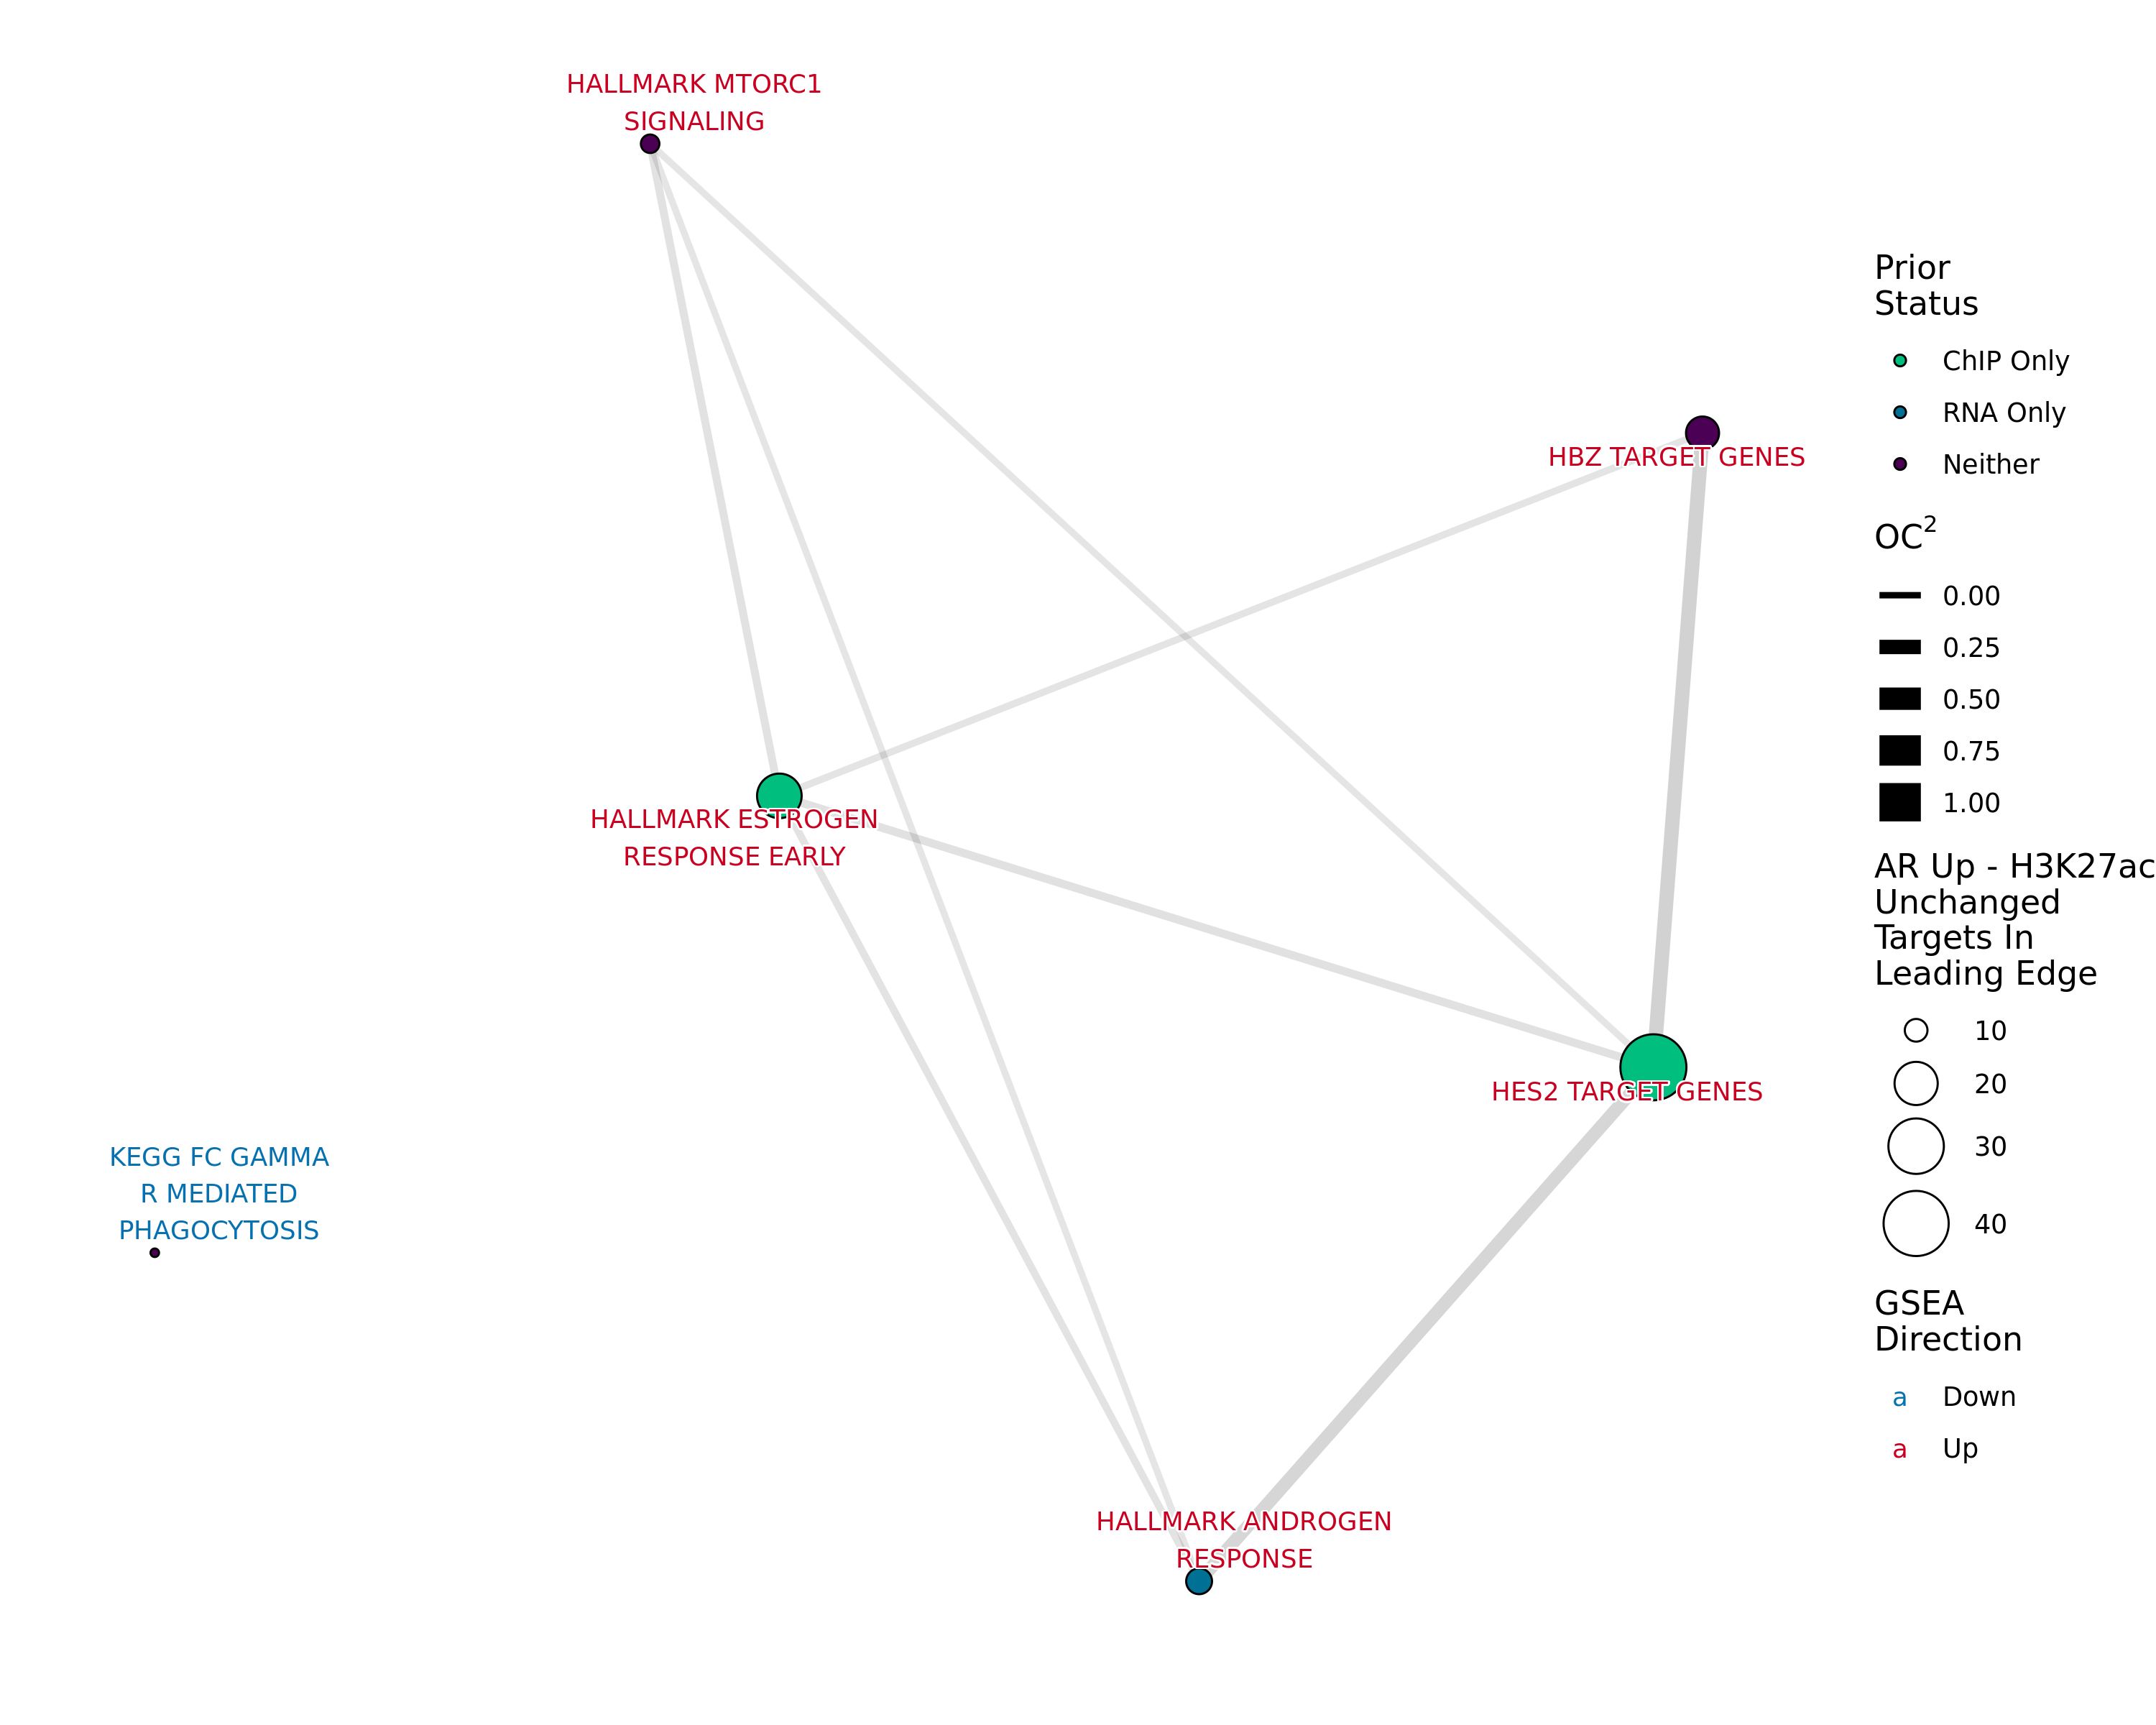 HALLMARK MTORC1
SIGNALING
HBZ TARGET GENES
HALLMARK ESTROGEN
RESPONSE EARLY
HES2 TARGET GENES
KEGG FC GAMMA
R MEDIATED
PHAGOCYTOSIS
HALLMARK ANDROGEN
RESPONSE
Prior
Status
ChIP Only
RNA Only
Neither
OC²
0.00
0.25
0.50
0.75
1.00
AR Up - H3K27ac
Unchanged
Targets In
Leading Edge
10
20
30
40
GSEA
Direction
a Down
a Up